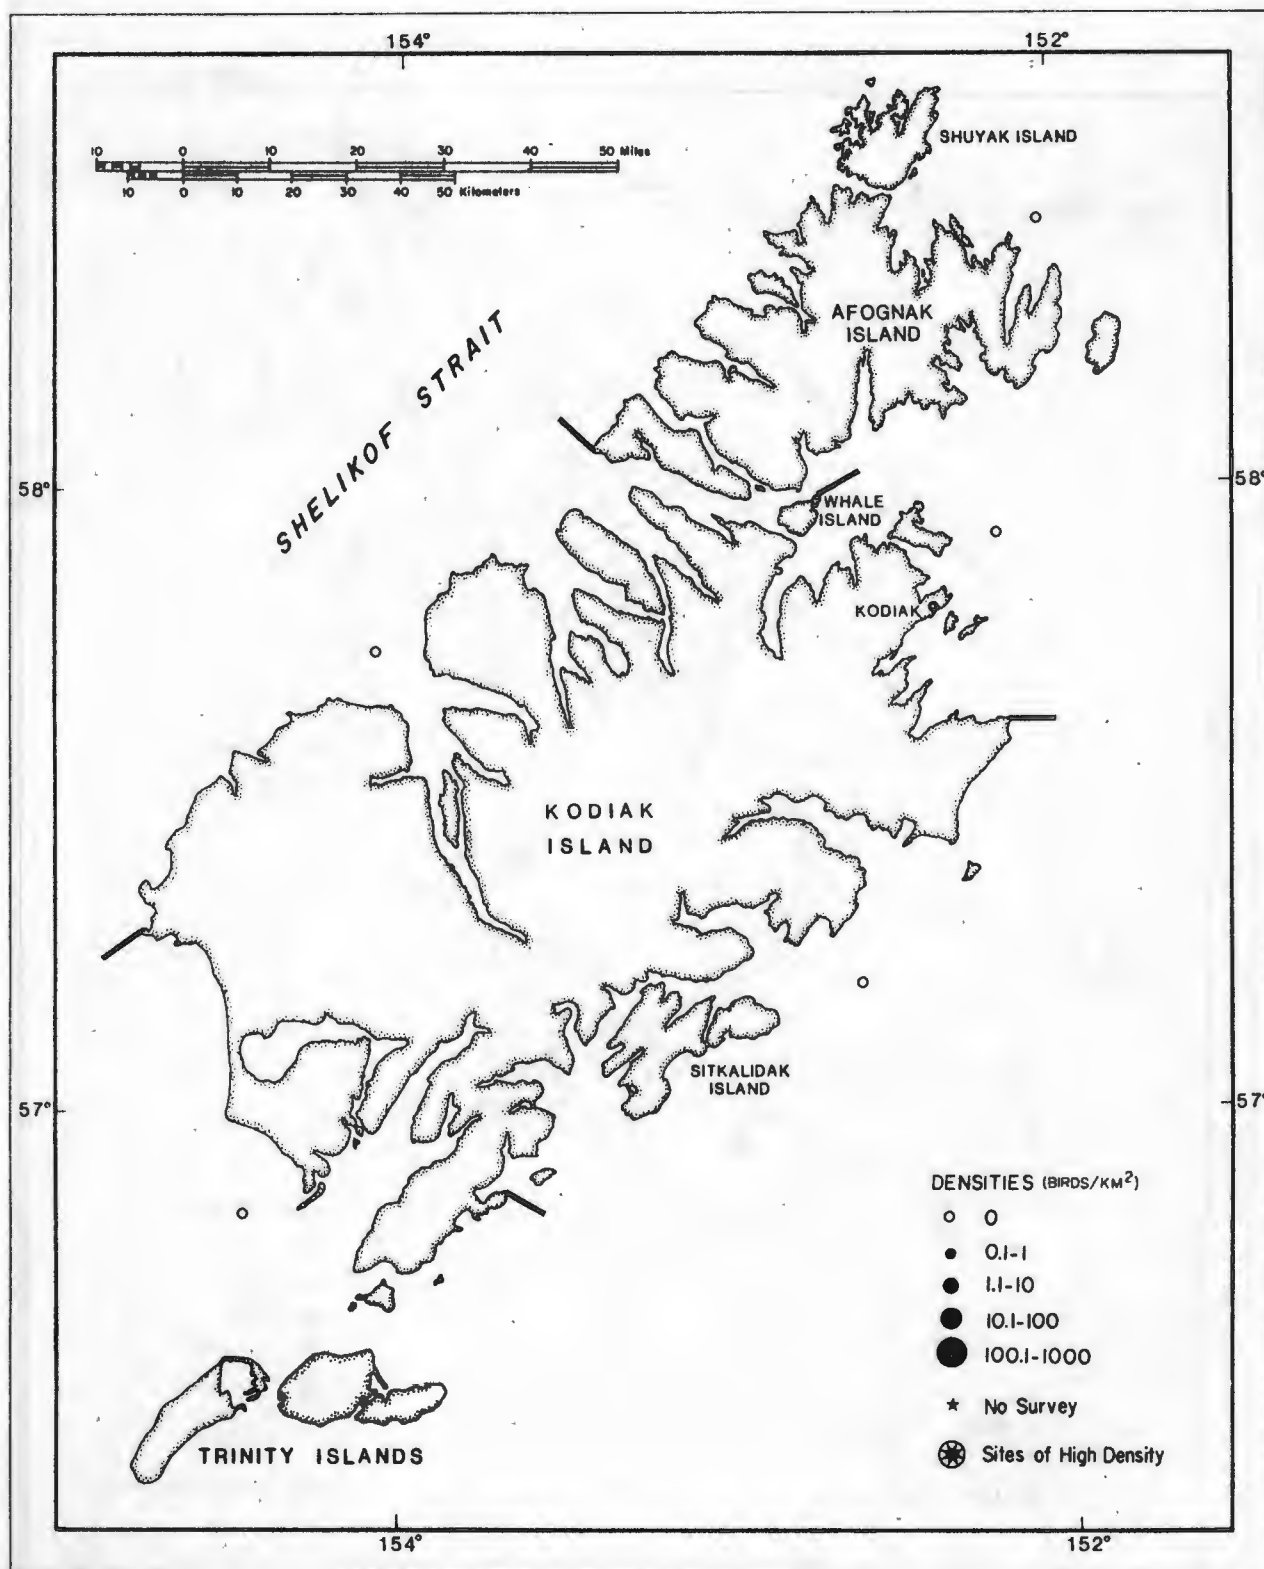 154°
152°
SHUYAK ISLAND
10 0 10 20 30 40 50 Miles
10 0 10 20 30 40 50 Kilometers
AFOGNAK
ISLAND
SHELIKOF STRAIT
58°
58°
WHALE
ISLAND
KODIAK
KODIAK
ISLAND
SITKALIDAK
ISLAND
57°
57°
DENSITIES (BIRDS/KM²)
0
0.1-1
1.1-10
10.1-100
100.1-1000
No Survey
Sites of High Density
TRINITY ISLANDS
154°
152°